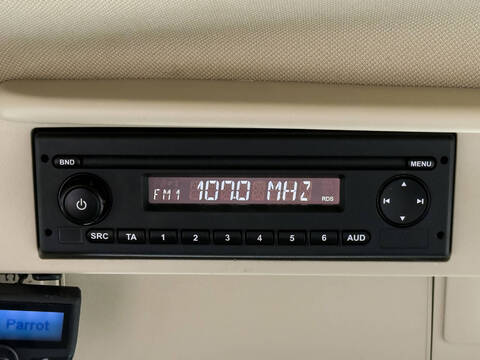 BND MENU
FM1 107.0 MHZ RDS
SRC TA 1 2 3 4 5 6 AUD
Parrot